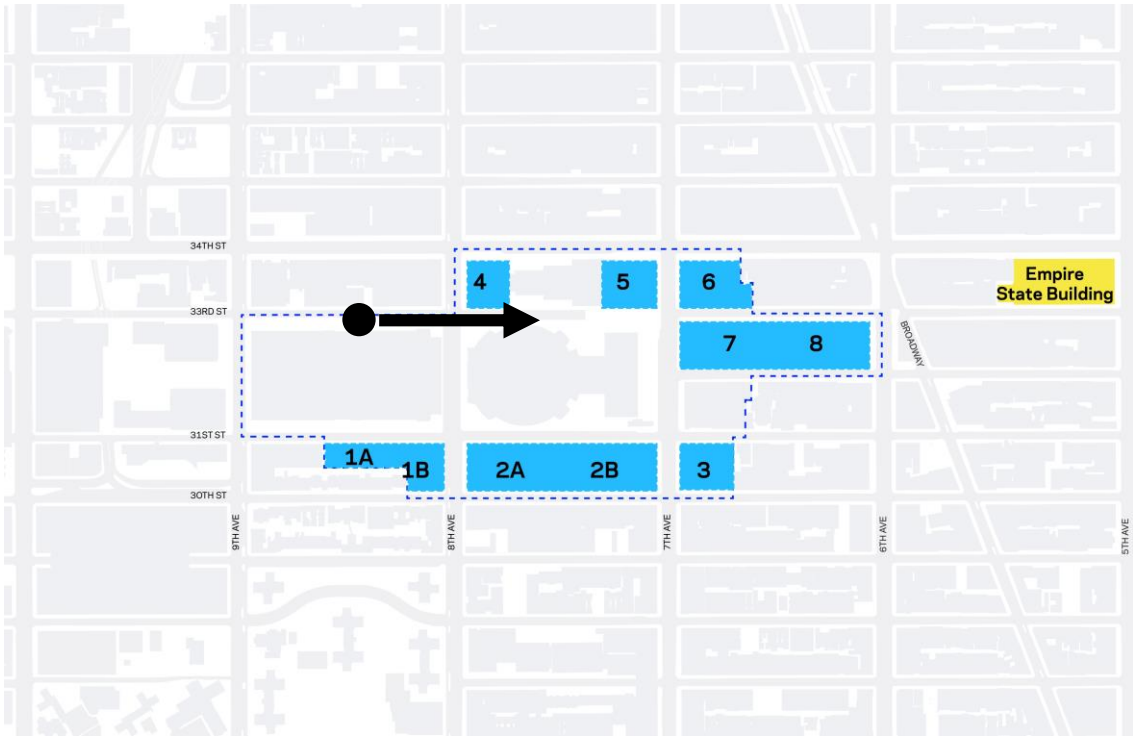 34TH ST
4
5
6
Empire
State Building
33RD ST
7
8
BROADWAY
31ST ST
1A
1B
2A
2B
3
30TH ST
9TH AVE
8TH AVE
7TH AVE
6TH AVE
5TH AVE